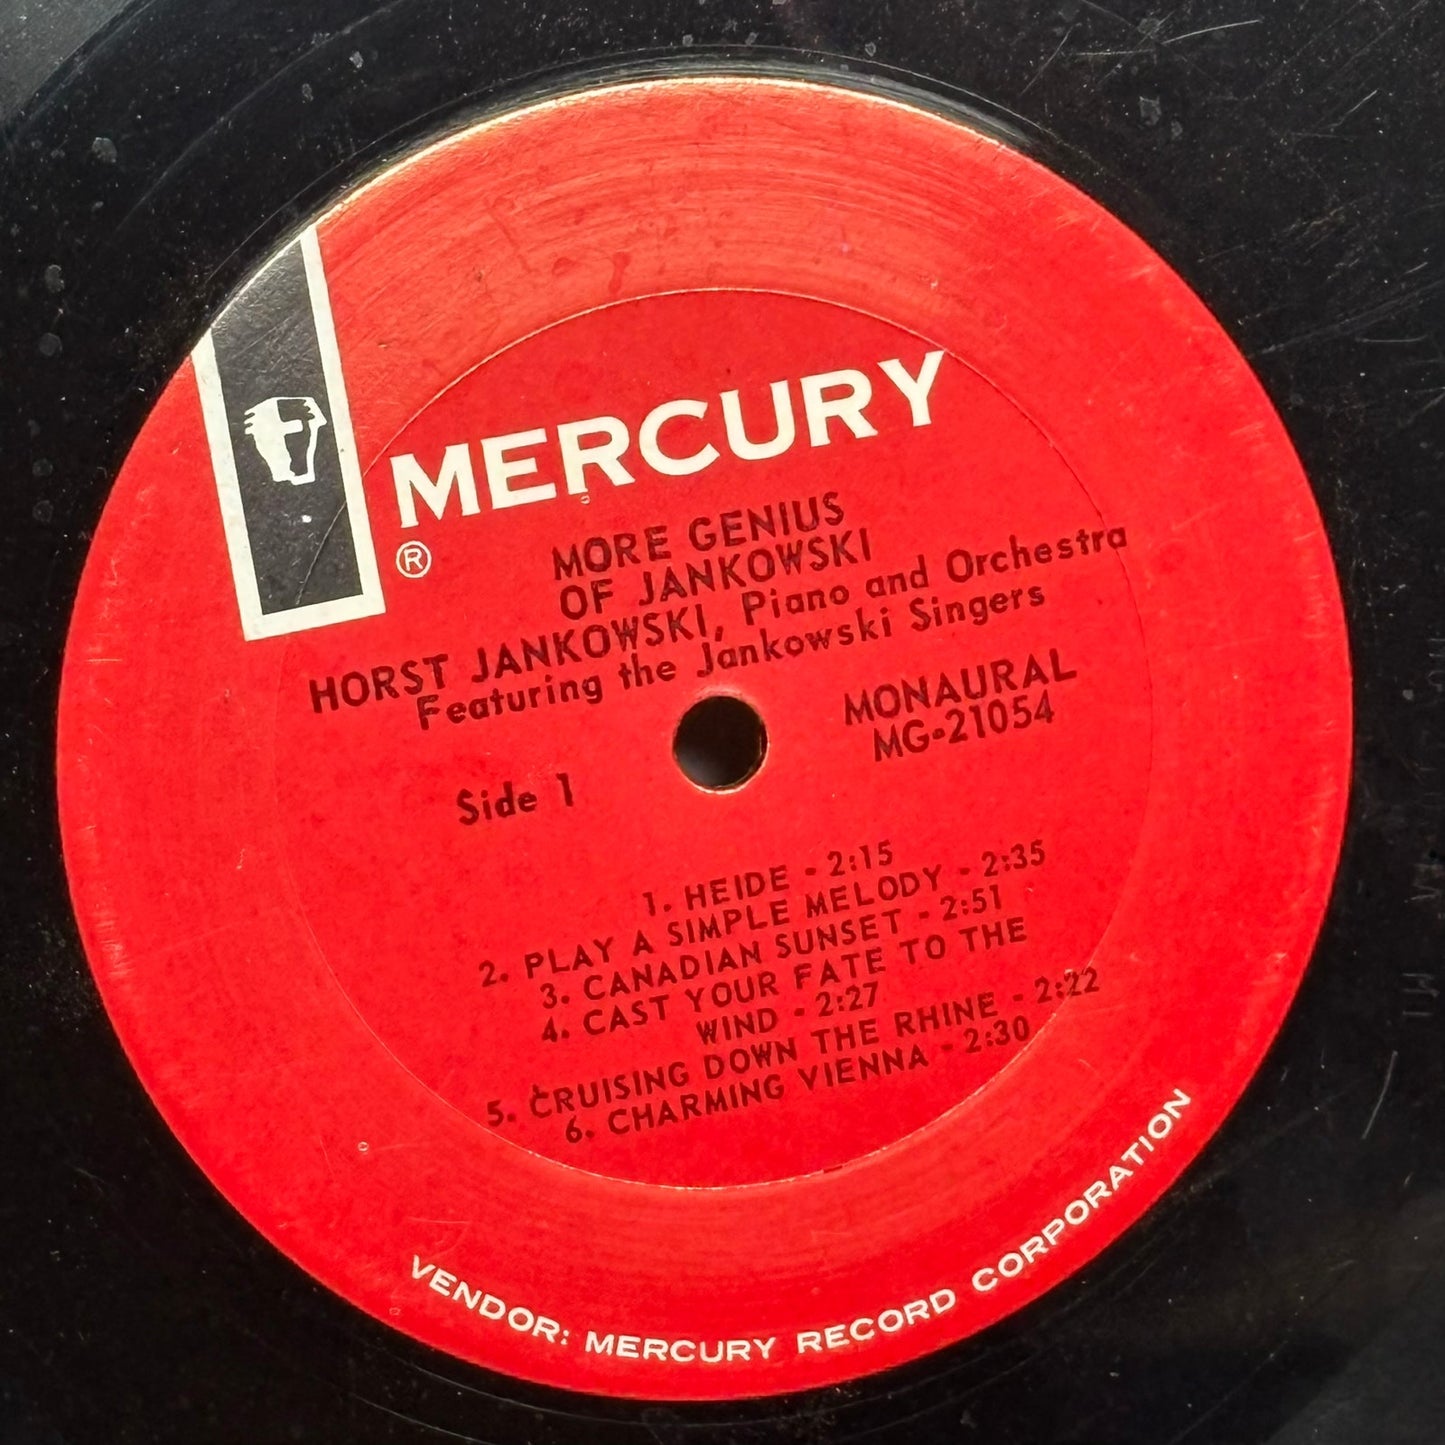 MERCURY
®
MORE GENIUS
OF JANKOWSKI
HORST JANKOWSKI, Piano and Orchestra
Featuring the Jankowski Singers
MONAURAL
MG-21054
Side 1
1. HEIDE - 2:15
2. PLAY A SIMPLE MELODY - 2:35
3. CANADIAN SUNSET - 2:51
4. CAST YOUR FATE TO THE
WIND - 2:27
5. CRUISING DOWN THE RHINE - 2:22
6. CHARMING VIENNA - 2:30
VENDOR: MERCURY RECORD CORPORATION